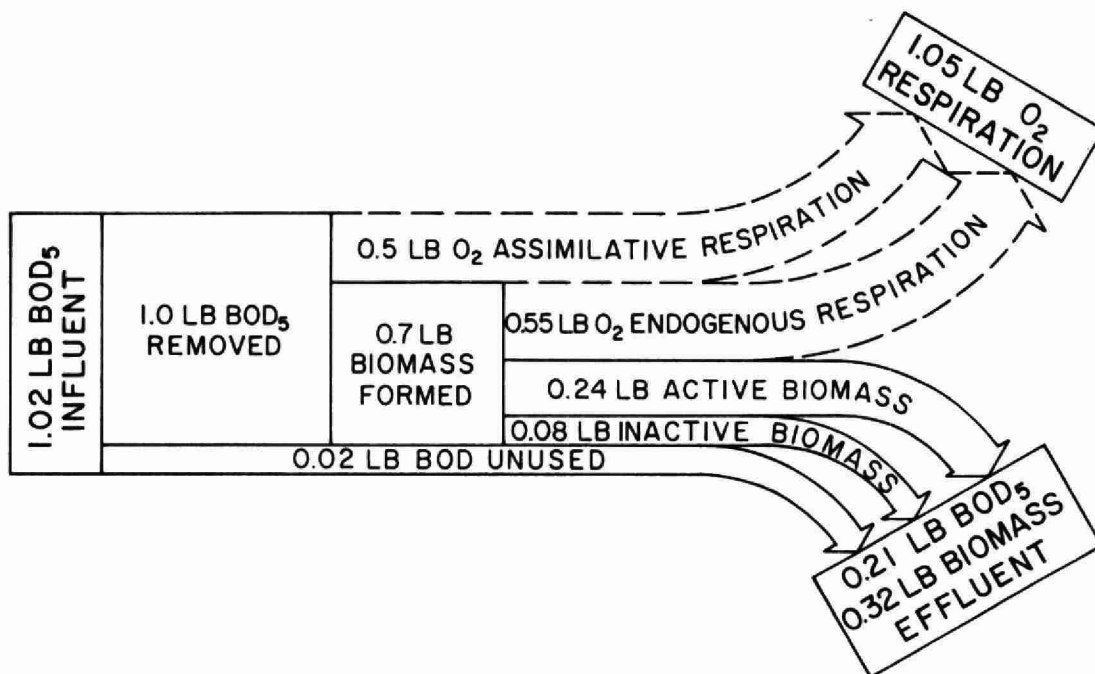 1.05 LB O₂
RESPIRATION
0.5 LB O₂ ASSIMILATIVE RESPIRATION
1.02 LB BOD₅
INFLUENT
1.0 LB BOD₅
REMOVED
0.7 LB
BIOMASS
FORMED
0.55 LB O₂ ENDOGENOUS RESPIRATION
0.24 LB ACTIVE BIOMASS
0.08 LB INACTIVE BIOMASS
0.02 LB BOD UNUSED
0.21 LB BOD₅
0.32 LB BIOMASS
EFFLUENT